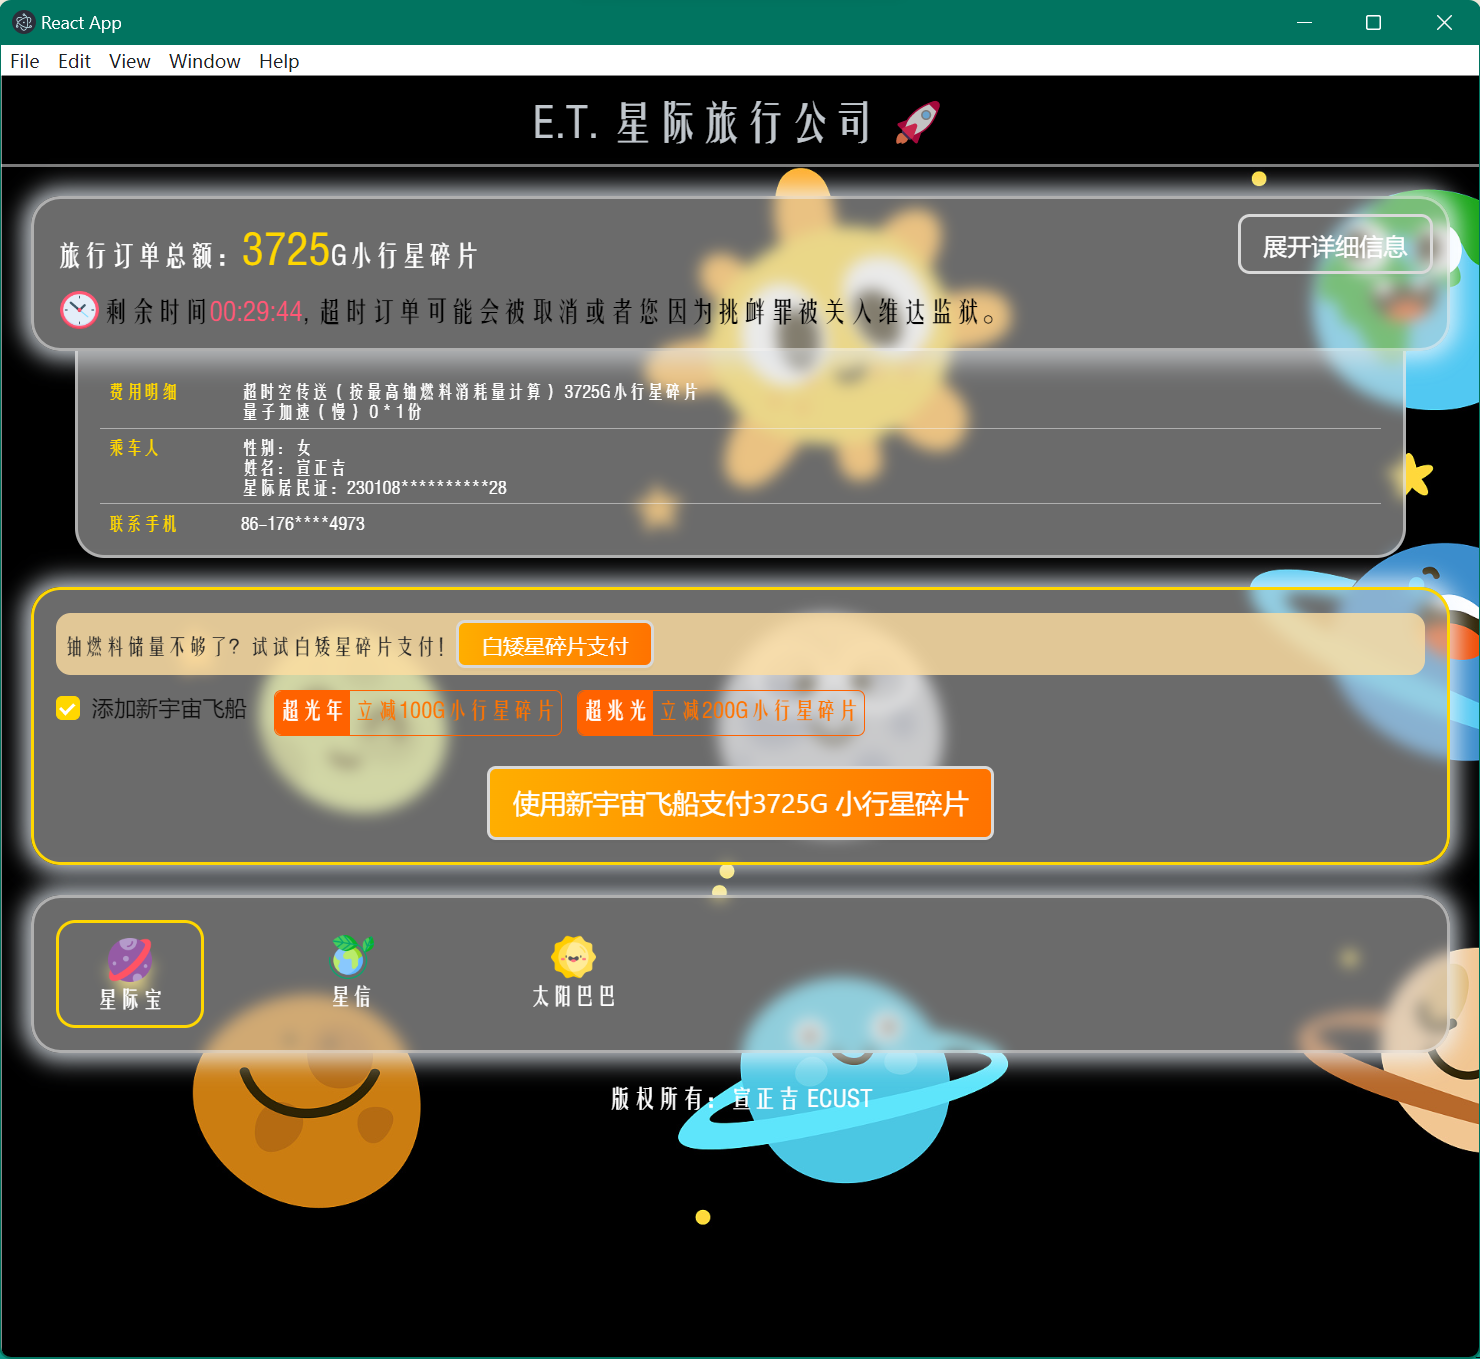 React App
File Edit View Window Help
E.T. 星际旅行公司
旅行订单总额：3725G小行星碎片
展开详细信息
剩余时间00:29:44，超时订单可能会被取消或者您因为挑衅罪被关入维达监狱。
费用明细 超时空传送（按最高铀燃料消耗量计算）3725G小行星碎片
量子加速（慢）0*1份
乘车人 性别：女
姓名：宣正吉
星际居民证：230108**********28
联系手机 86-176****4973
铀燃料储量不够了？试试白矮星碎片支付！ 白矮星碎片支付
添加新宇宙飞船 超光年 立减100G小行星碎片 超兆光 立减200G小行星碎片
使用新宇宙飞船支付3725G 小行星碎片
星际宝 星信 太阳巴巴
版权所有：宣正吉 ECUST